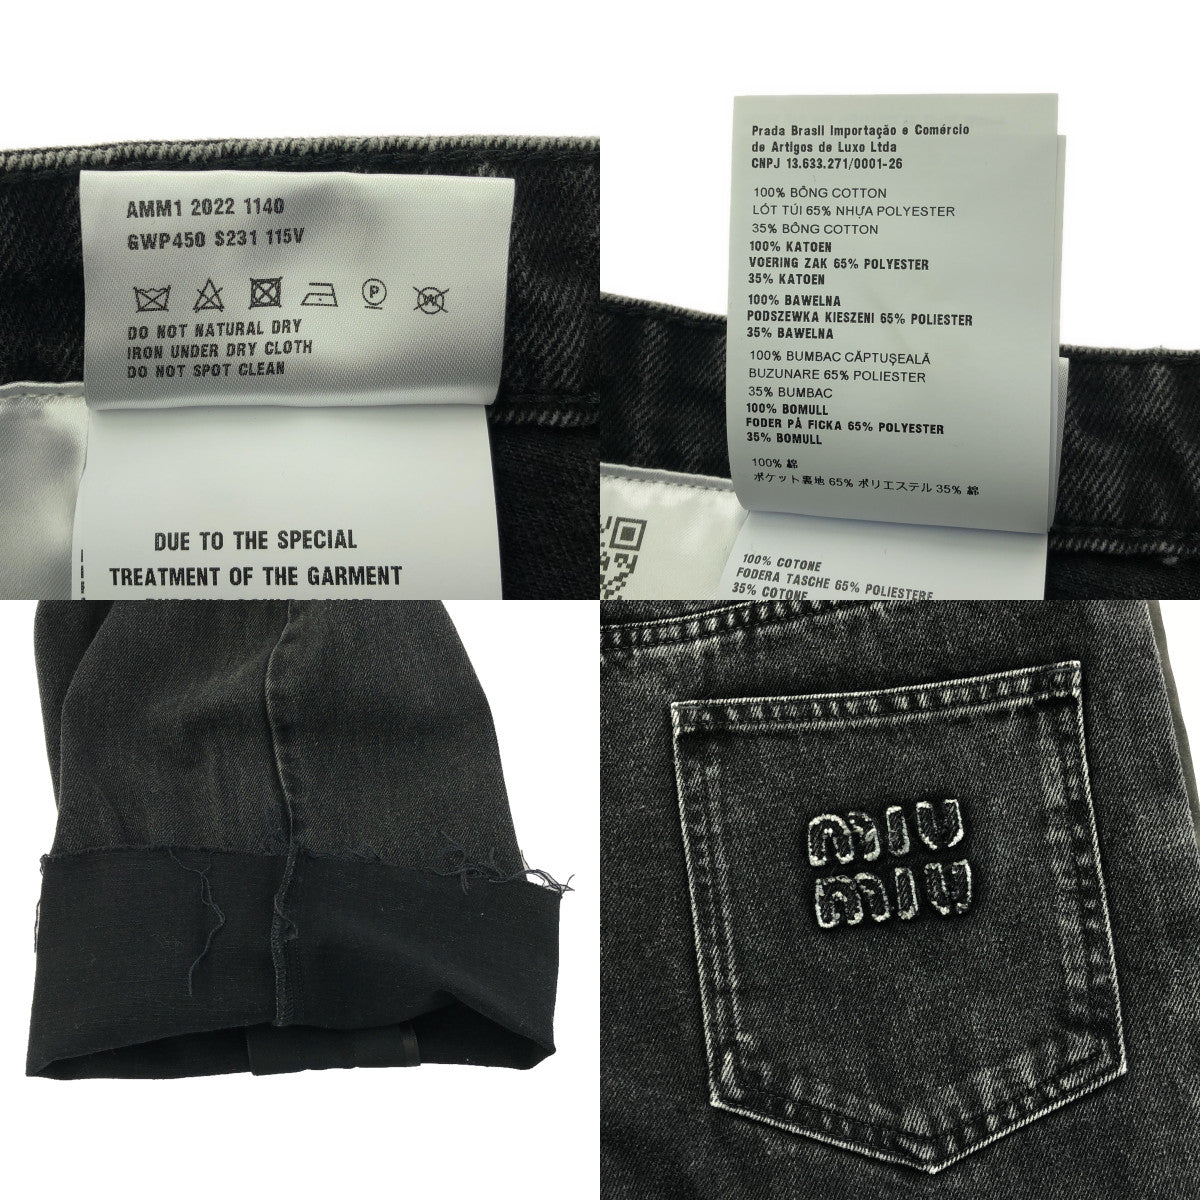 AMM1 2022 1140
GWP450 S231 115V
DO NOT NATURAL DRY
IRON UNDER DRY CLOTH
DO NOT SPOT CLEAN
DUE TO THE SPECIAL
TREATMENT OF THE GARMENT
Prada Brasil Importação e Comércio
de Artigos de Luxo Ltda
CNPJ 13.633.271/0001-26
100% BÔNG COTTON
LÓT TÚI 65% NHỰA POLYESTER
35% BÔNG COTTON
100% KATOEN
VOERING ZAK 65% POLYESTER
35% KATOEN
100% BAWELNA
PODSZEWKA KIESZENI 65% POLIESTER
35% BAWELNA
100% BUMBAC CĂPTUŞEALĂ
BUZUNARE 65% POLIESTER
35% BUMBAC
100% BOMULL
FODER PÅ FICKA 65% POLYESTER
35% BOMULL
100% 綿
ポケット裏地 65% ポリエステル 35% 綿
100% COTONE
FODERA TASCHE 65% POLIESTERE
35% COTONE
MIU
MIU